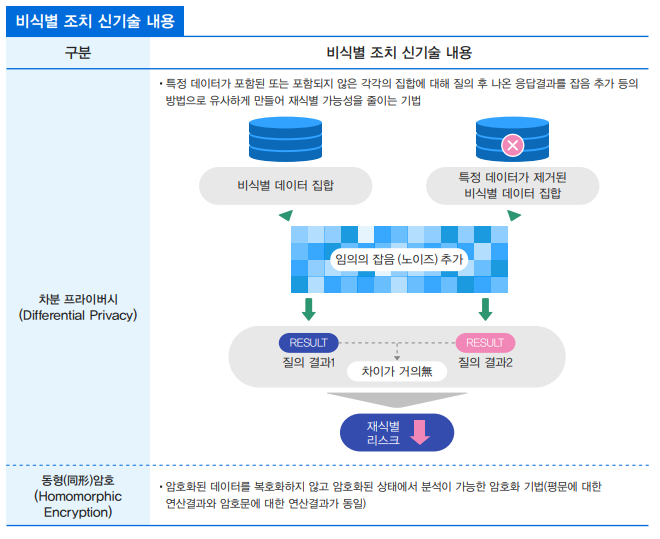 비식별 조치 신기술 내용
구분
비식별 조치 신기술 내용
• 특정 데이터가 포함된 또는 포함되지 않은 각각의 집합에 대해 질의 후 나온 응답결과를 잡음 추가 등의
방법으로 유사하게 만들어 재식별 가능성을 줄이는 기법
비식별 데이터 집합
특정 데이터가 제거된
비식별 데이터 집합
임의의 잡음 (노이즈) 추가
차분 프라이버시
(Differential Privacy)
RESULT
RESULT
질의 결과1
질의 결과2
차이가 거의無
재식별
리스크
동형(同形)암호
(Homomorphic
Encryption)
• 암호화된 데이터를 복호화하지 않고 암호화된 상태에서 분석이 가능한 암호화 기법(평문에 대한
연산결과와 암호문에 대한 연산결과가 동일)